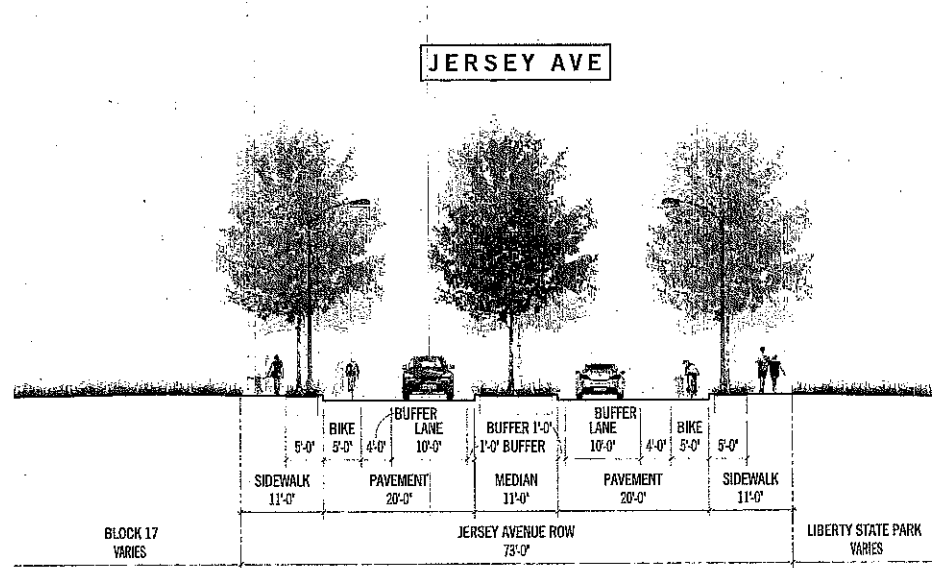 JERSEY AVE
BUFFER BUFFER
BIKE LANE BUFFER 1'-0" LANE BIKE
5'-0" 5'-0" 4'-0" 10'-0" 1'-0" BUFFER 10'-0" 4'-0" 5'-0" 5'-0"
SIDEWALK PAVEMENT MEDIAN PAVEMENT SIDEWALK
11'-0" 20'-0" 11'-0" 20'-0" 11'-0"
BLOCK 17 JERSEY AVENUE ROW LIBERTY STATE PARK
VARIES 73'-0" VARIES